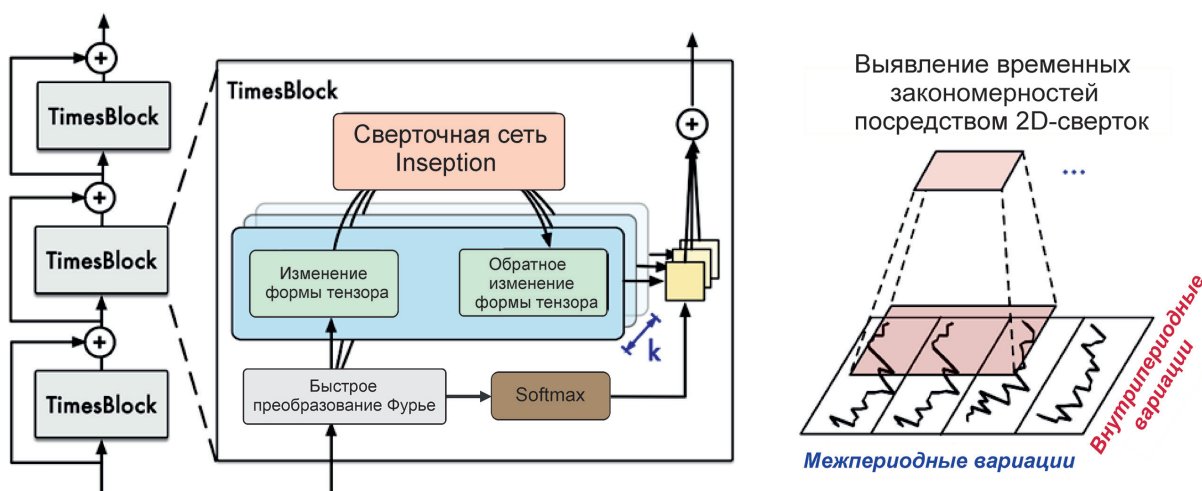 TimesBlock
TimesBlock
TimesBlock
TimesBlock
Сверточная сеть
Inseption
Изменение
формы тензора
Обратное
изменение
формы тензора
k
Быстрое
преобразование Фурье
Softmax
Выявление временных
закономерностей
посредством 2D-сверток
...
Внутрипериодные
вариации
Межпериодные вариации